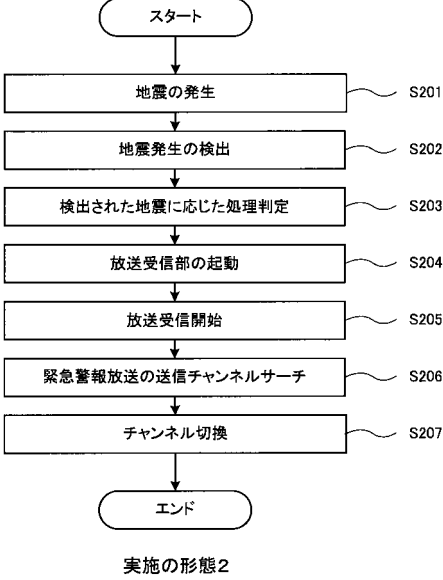 スタート
地震の発生 S201
地震発生の検出 S202
検出された地震に応じた処理判定 S203
放送受信部の起動 S204
放送受信開始 S205
緊急警報放送の送信チャンネルサーチ S206
チャンネル切換 S207
エンド
実施の形態2